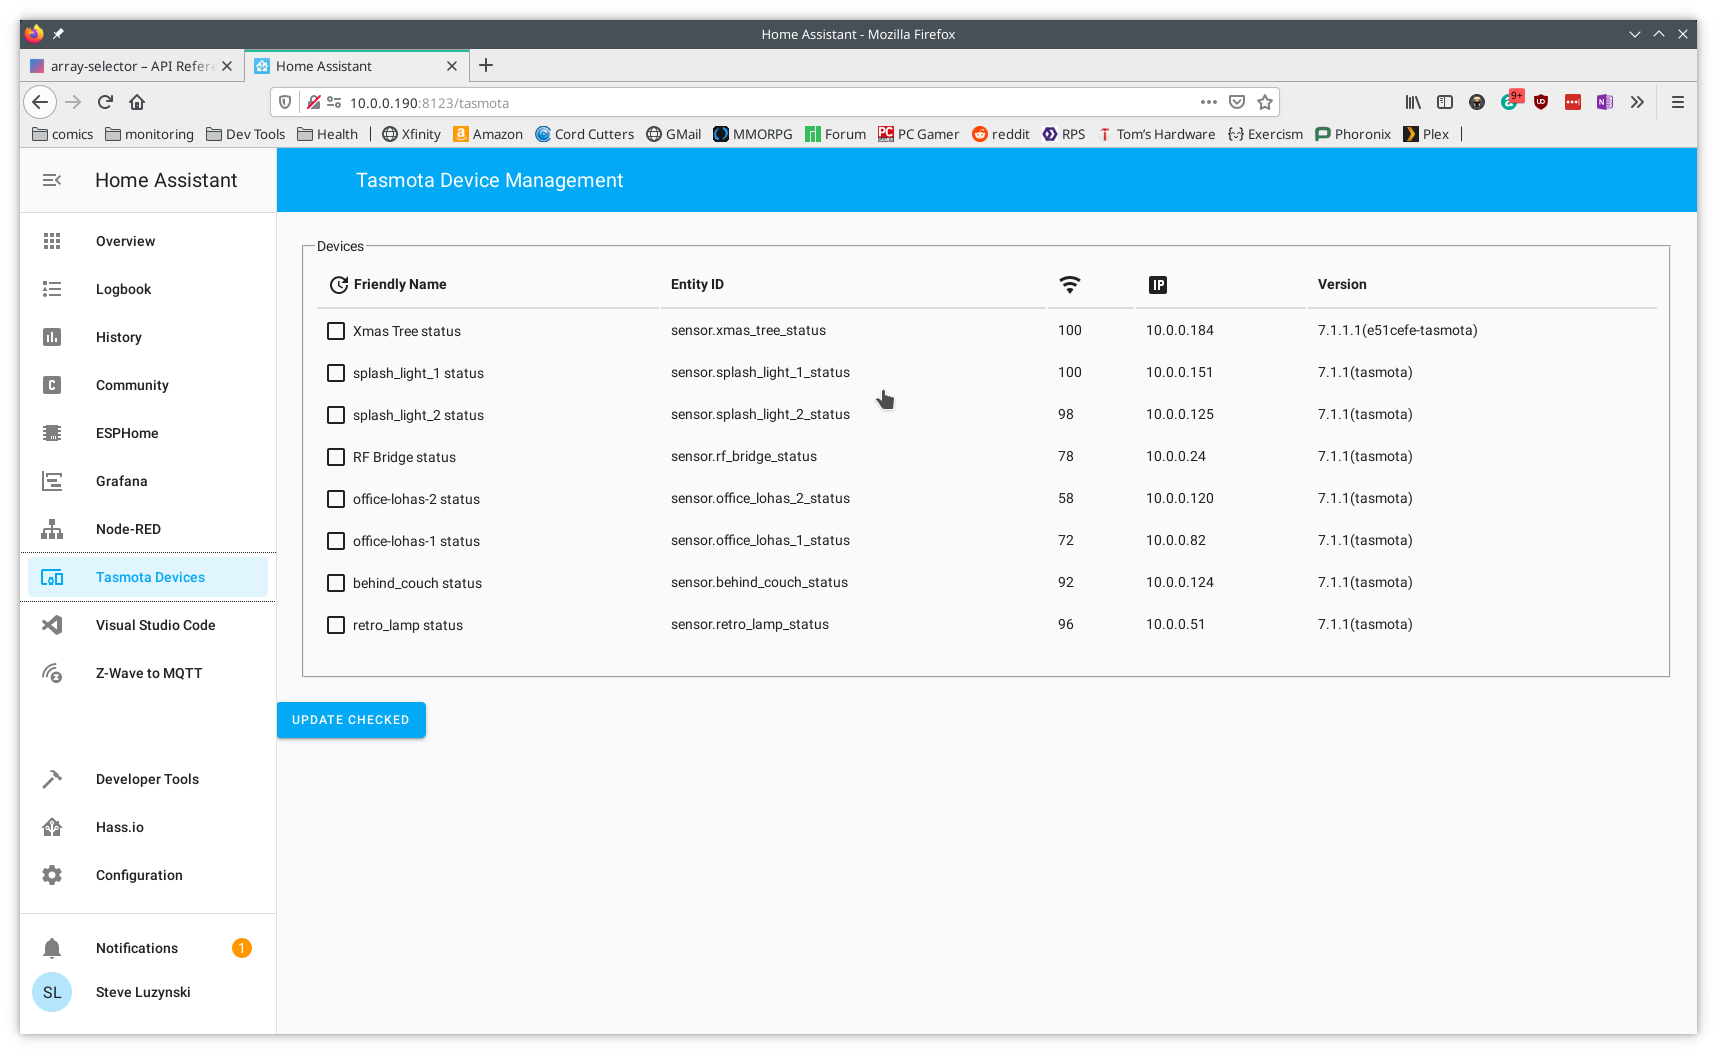 Home Assistant - Mozilla Firefox
array-selector – API Refere
Home Assistant
10.0.0.190:8123/tasmota
9+
comics monitoring Dev Tools Health Xfinity Amazon Cord Cutters GMail MMORPG Forum PC Gamer reddit RPS Tom's Hardware Exercism Phoronix Plex
Home Assistant
Tasmota Device Management
Overview
Logbook
History
Community
ESPHome
Grafana
Node-RED
Tasmota Devices
Visual Studio Code
Z-Wave to MQTT
Developer Tools
Hass.io
Configuration
Notifications 1
SL Steve Luzynski
Devices
Friendly Name Entity ID IP Version
Xmas Tree status sensor.xmas_tree_status 100 10.0.0.184 7.1.1.1(e51cefe-tasmota)
splash_light_1 status sensor.splash_light_1_status 100 10.0.0.151 7.1.1(tasmota)
splash_light_2 status sensor.splash_light_2_status 98 10.0.0.125 7.1.1(tasmota)
RF Bridge status sensor.rf_bridge_status 78 10.0.0.24 7.1.1(tasmota)
office-lohas-2 status sensor.office_lohas_2_status 58 10.0.0.120 7.1.1(tasmota)
office-lohas-1 status sensor.office_lohas_1_status 72 10.0.0.82 7.1.1(tasmota)
behind_couch status sensor.behind_couch_status 92 10.0.0.124 7.1.1(tasmota)
retro_lamp status sensor.retro_lamp_status 96 10.0.0.51 7.1.1(tasmota)
UPDATE CHECKED